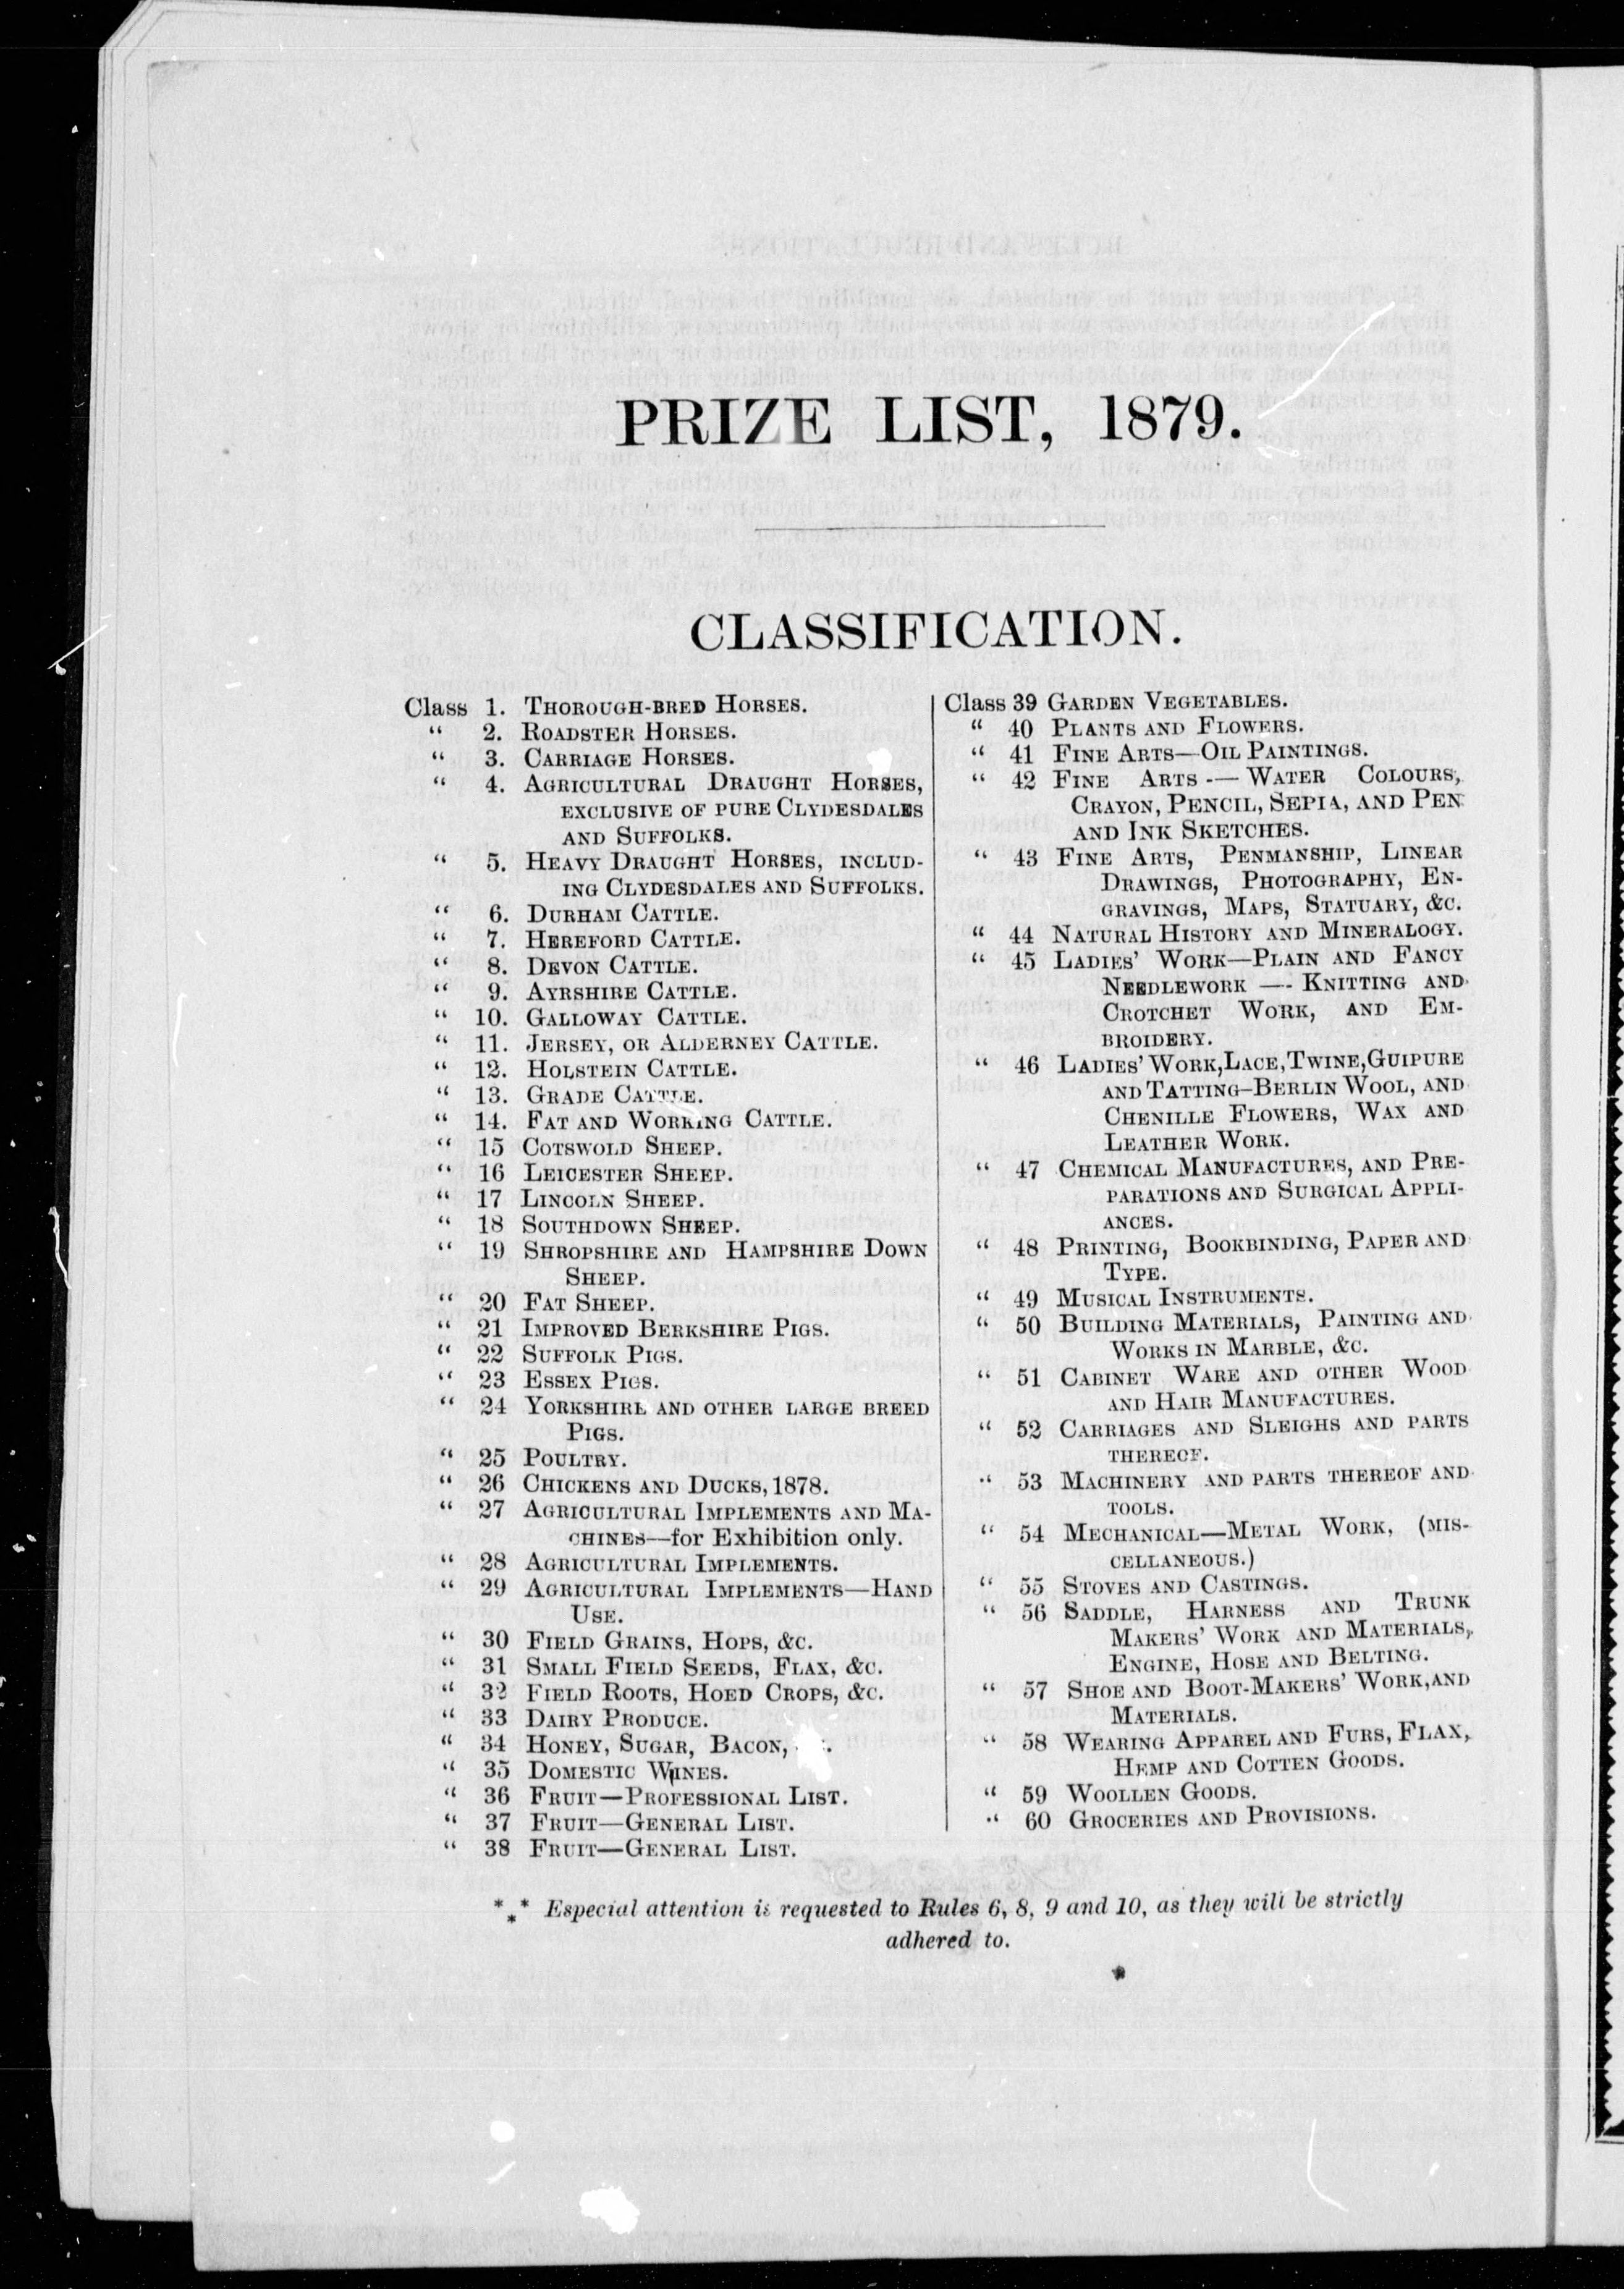 PRIZE LIST, 1879.
CLASSIFICATION.
Class 1. THOROUGH-BRED HORSES.
“ 2. ROADSTER HORSES.
“ 3. CARRIAGE HORSES.
“ 4. AGRICULTURAL DRAUGHT HORSES,
EXCLUSIVE OF PURE CLYDESDALES
AND SUFFOLKS.
“ 5. HEAVY DRAUGHT HORSES, INCLUD-
ING CLYDESDALES AND SUFFOLKS.
“ 6. DURHAM CATTLE.
“ 7. HEREFORD CATTLE.
“ 8. DEVON CATTLE.
“ 9. AYRSHIRE CATTLE.
“ 10. GALLOWAY CATTLE.
“ 11. JERSEY, OR ALDERNEY CATTLE.
“ 12. HOLSTEIN CATTLE.
“ 13. GRADE CATTLE.
“ 14. FAT AND WORKING CATTLE.
“ 15 COTSWOLD SHEEP.
“ 16 LEICESTER SHEEP.
“ 17 LINCOLN SHEEP.
“ 18 SOUTHDOWN SHEEP.
“ 19 SHROPSHIRE AND HAMPSHIRE DOWN
SHEEP.
“ 20 FAT SHEEP.
“ 21 IMPROVED BERKSHIRE PIGS.
“ 22 SUFFOLK PIGS.
“ 23 ESSEX PIGS.
“ 24 YORKSHIRE AND OTHER LARGE BREED
PIGS.
“ 25 POULTRY.
“ 26 CHICKENS AND DUCKS, 1878.
“ 27 AGRICULTURAL IMPLEMENTS AND MA-
CHINES—for Exhibition only.
“ 28 AGRICULTURAL IMPLEMENTS.
“ 29 AGRICULTURAL IMPLEMENTS—HAND
USE.
“ 30 FIELD GRAINS, HOPS, &C.
“ 31 SMALL FIELD SEEDS, FLAX, &C.
“ 32 FIELD ROOTS, HOED CROPS, &C.
“ 33 DAIRY PRODUCE.
“ 34 HONEY, SUGAR, BACON,
“ 35 DOMESTIC WINES.
“ 36 FRUIT—PROFESSIONAL LIST.
“ 37 FRUIT—GENERAL LIST.
“ 38 FRUIT—GENERAL LIST.
Class 39 GARDEN VEGETABLES.
“ 40 PLANTS AND FLOWERS.
“ 41 FINE ARTS—OIL PAINTINGS.
“ 42 FINE ARTS -— WATER COLOURS,
CRAYON, PENCIL, SEPIA, AND PEN
AND INK SKETCHES.
“ 43 FINE ARTS, PENMANSHIP, LINEAR
DRAWINGS, PHOTOGRAPHY, EN-
GRAVINGS, MAPS, STATUARY, &C.
“ 44 NATURAL HISTORY AND MINERALOGY.
“ 45 LADIES' WORK—PLAIN AND FANCY
NEEDLEWORK —- KNITTING AND
CROTCHET WORK, AND EM-
BROIDERY.
“ 46 LADIES' WORK,LACE,TWINE,GUIPURE
AND TATTING–BERLIN WOOL, AND
CHENILLE FLOWERS, WAX AND
LEATHER WORK.
“ 47 CHEMICAL MANUFACTURES, AND PRE-
PARATIONS AND SURGICAL APPLI-
ANCES.
“ 48 PRINTING, BOOKBINDING, PAPER AND
TYPE.
“ 49 MUSICAL INSTRUMENTS.
“ 50 BUILDING MATERIALS, PAINTING AND
WORKS IN MARBLE, &C.
“ 51 CABINET WARE AND OTHER WOOD
AND HAIR MANUFACTURES.
“ 52 CARRIAGES AND SLEIGHS AND PARTS
THEREOF.
“ 53 MACHINERY AND PARTS THEREOF AND
TOOLS.
“ 54 MECHANICAL—METAL WORK, (MIS-
CELLANEOUS.)
“ 55 STOVES AND CASTINGS.
“ 56 SADDLE, HARNESS AND TRUNK
MAKERS' WORK AND MATERIALS,
ENGINE, HOSE AND BELTING.
“ 57 SHOE AND BOOT-MAKERS' WORK,AND
MATERIALS.
“ 58 WEARING APPAREL AND FURS, FLAX,
HEMP AND COTTEN GOODS.
“ 59 WOOLLEN GOODS.
“ 60 GROCERIES AND PROVISIONS.
*⁎* Especial attention is requested to Rules 6, 8, 9 and 10, as they will be strictly
adhered to.